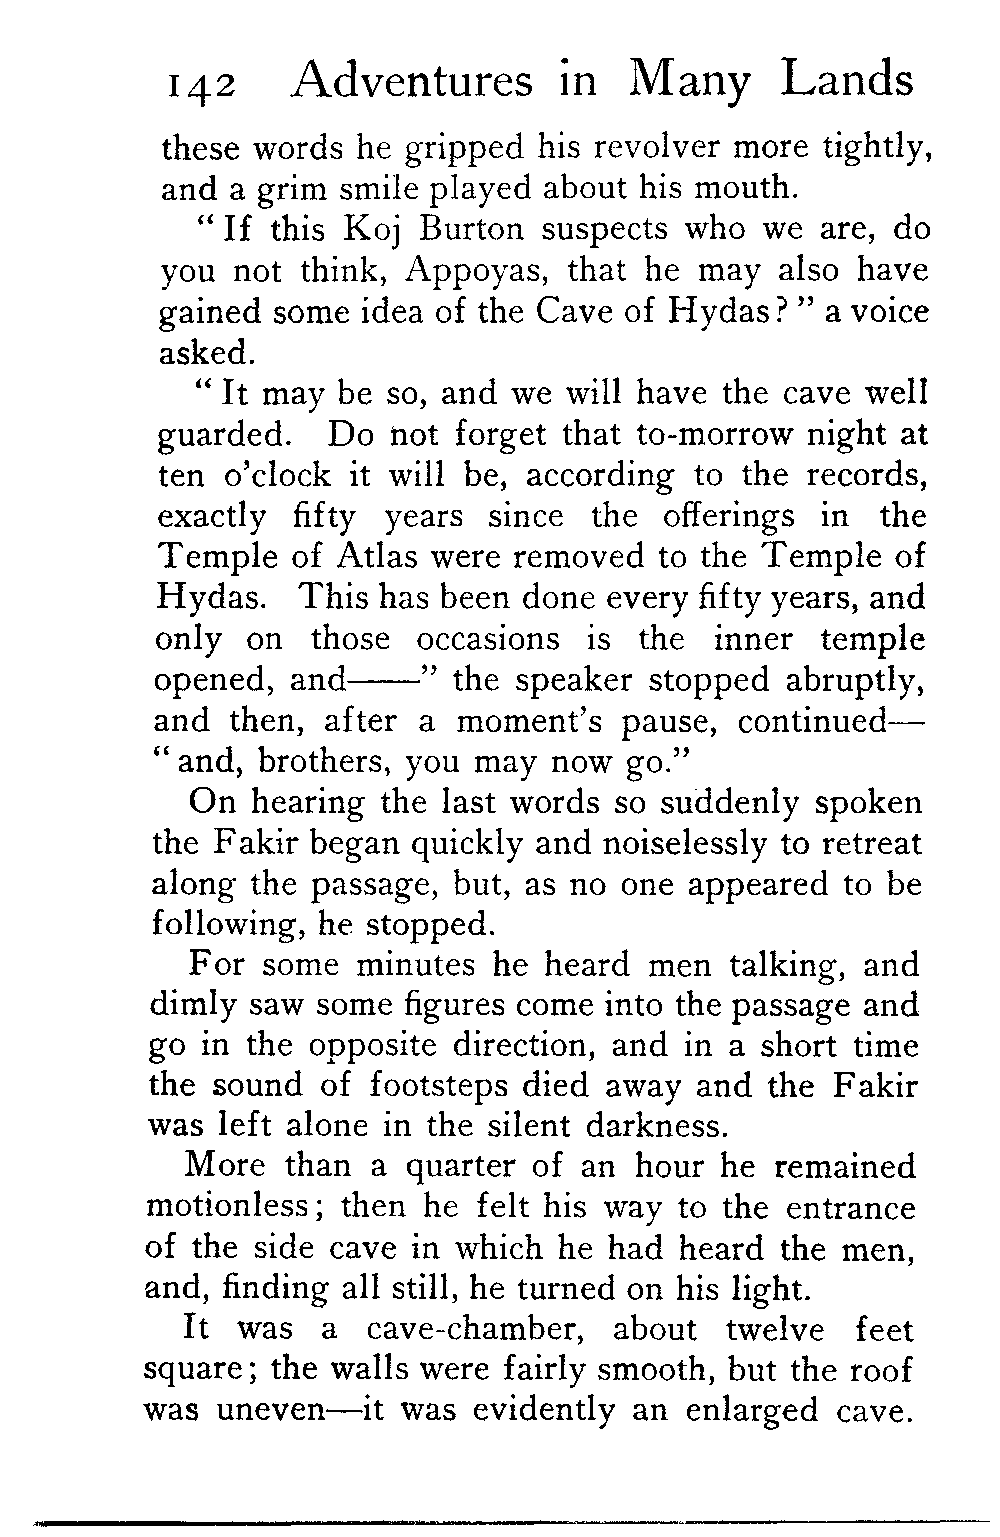 142 Adventures in Many Lands
these words he gripped his revolver more tightly,
and a grim smile played about his mouth.
“ If this Koj Burton suspects who we are, do
you not think, Appoyas, that he may also have
gained some idea of the Cave of Hydas? ” a voice
asked.
“ It may be so, and we will have the cave well
guarded. Do not forget that to-morrow night at
ten o’clock it will be, according to the records,
exactly fifty years since the offerings in the
Temple of Atlas were removed to the Temple of
Hydas. This has been done every fifty years, and
only on those occasions is the inner temple
opened, and——” the speaker stopped abruptly,
and then, after a moment’s pause, continued—
“ and, brothers, you may now go.”
On hearing the last words so suddenly spoken
the Fakir began quickly and noiselessly to retreat
along the passage, but, as no one appeared to be
following, he stopped.
For some minutes he heard men talking, and
dimly saw some figures come into the passage and
go in the opposite direction, and in a short time
the sound of footsteps died away and the Fakir
was left alone in the silent darkness.
More than a quarter of an hour he remained
motionless; then he felt his way to the entrance
of the side cave in which he had heard the men,
and, finding all still, he turned on his light.
It was a cave-chamber, about twelve feet
square; the walls were fairly smooth, but the roof
was uneven—it was evidently an enlarged cave.